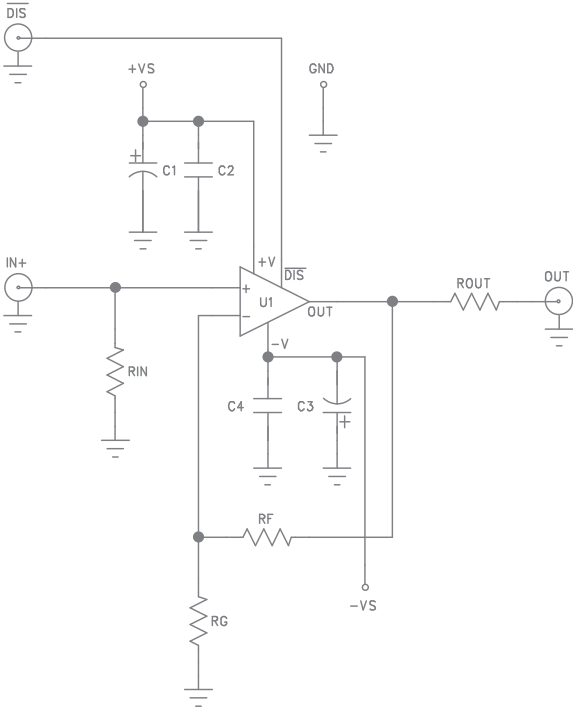 DIS
+VS
GND
C1
C2
IN+
+V
DIS
U1
OUT
ROUT
OUT
-V
RIN
C4
C3
RF
-VS
RG